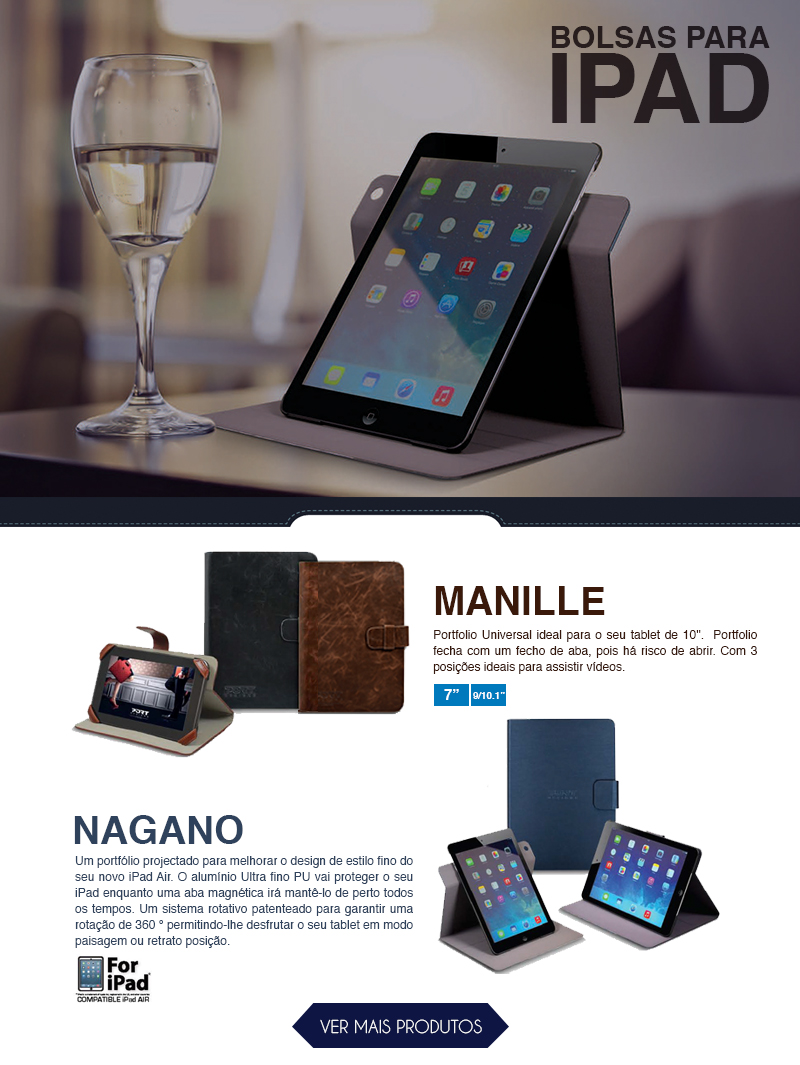 BOLSAS PARA
IPAD
MANILLE
Portfolio Universal ideal para o seu tablet de 10". Portfolio
fecha com um fecho de aba, pois há risco de abrir. Com 3
posições ideais para assistir vídeos.
7” 9/10.1"
PORT
NAGANO
Um portfólio projectado para melhorar o design de estilo fino do
seu novo iPad Air. O alumínio Ultra fino PU vai proteger o seu
iPad enquanto uma aba magnética irá mantê-lo de perto todos
os tempos. Um sistema rotativo patenteado para garantir uma
rotação de 360 ° permitindo-lhe desfrutar o seu tablet em modo
paisagem ou retrato posição.
For
iPad
COMPATIBLE iPad AIR
VER MAIS PRODUTOS